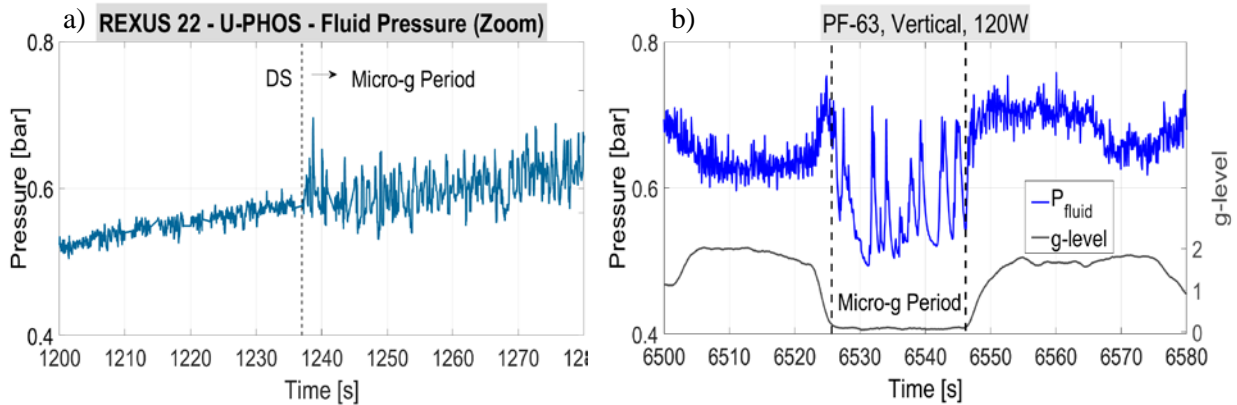 a) REXUS 22 - U-PHOS - Fluid Pressure (Zoom)
0.8
0.6
0.4
Pressure [bar]
DS → Micro-g Period
1200 1210 1220 1230 1240 1250 1260 1270 1280
Time [s]
b) PF-63, Vertical, 120W
0.8
0.6
0.4
Pressure [bar]
P_fluid
g-level
Micro-g Period
2
1
0
g-level
6500 6510 6520 6530 6540 6550 6560 6570 6580
Time [s]